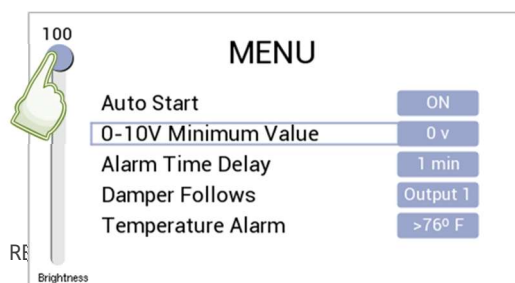 100
MENU
Auto Start ON
0-10V Minimum Value 0 v
Alarm Time Delay 1 min
Damper Follows Output 1
Temperature Alarm >76º F
Brightness